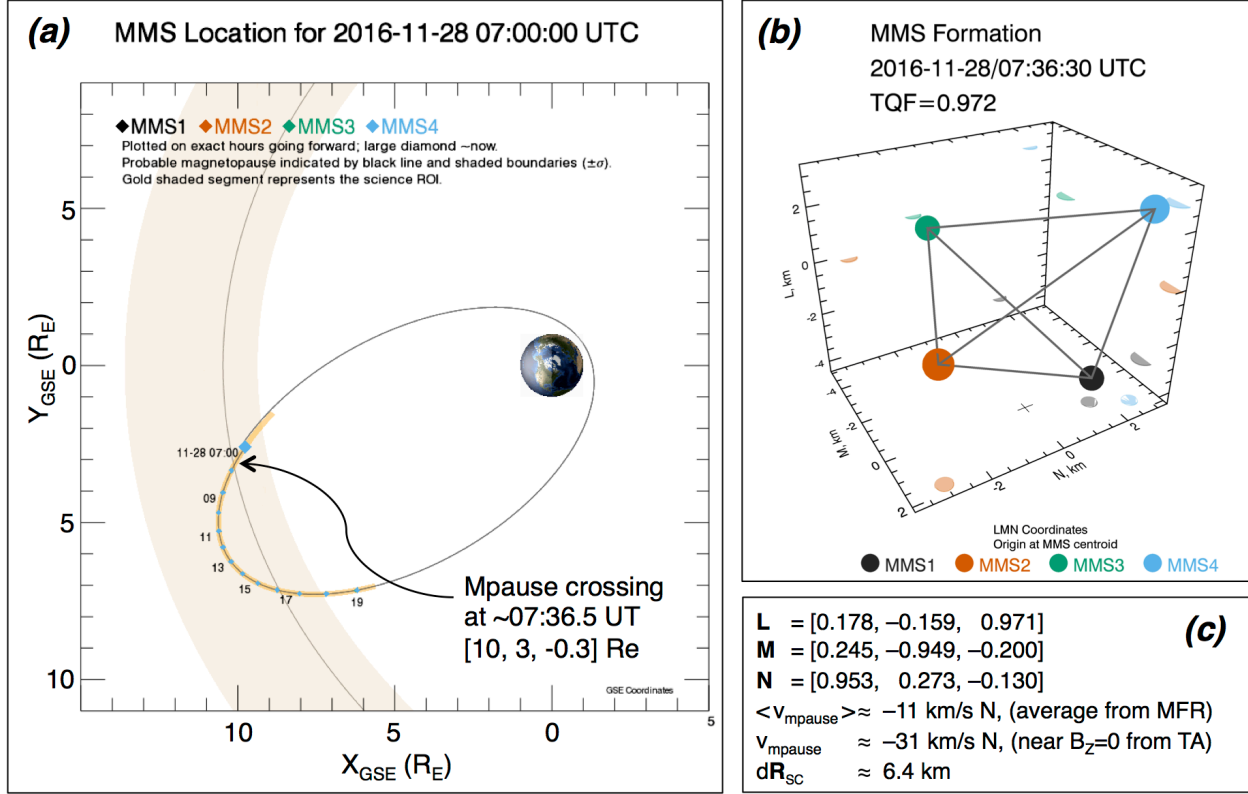 (a)
MMS Location for 2016-11-28 07:00:00 UTC
◆MMS1 ◆MMS2 ◆MMS3 ◆MMS4
Plotted on exact hours going forward; large diamond ~now.
Probable magnetopause indicated by black line and shaded boundaries (±σ).
Gold shaded segment represents the science ROI.
5
0
5
10
Y_GSE (R_E)
11-28 07:00
09
11
13
15
17
19
Mpause crossing
at ~07:36.5 UT
[10, 3, -0.3] Re
GSE Coordinates
10
5
0
5
X_GSE (R_E)
(b)
MMS Formation
2016-11-28/07:36:30 UTC
TQF=0.972
2
0
-2
-4
L, km
-4
-2
0
2
M, km
-2
0
2
N, km
LMN Coordinates
Origin at MMS centroid
MMS1 MMS2 MMS3 MMS4
(c)
L = [0.178, –0.159, 0.971]
M = [0.245, –0.949, –0.200]
N = [0.953, 0.273, –0.130]
<v_mpause>≈ –11 km/s N, (average from MFR)
v_mpause ≈ –31 km/s N, (near B_Z=0 from TA)
dR_SC ≈ 6.4 km